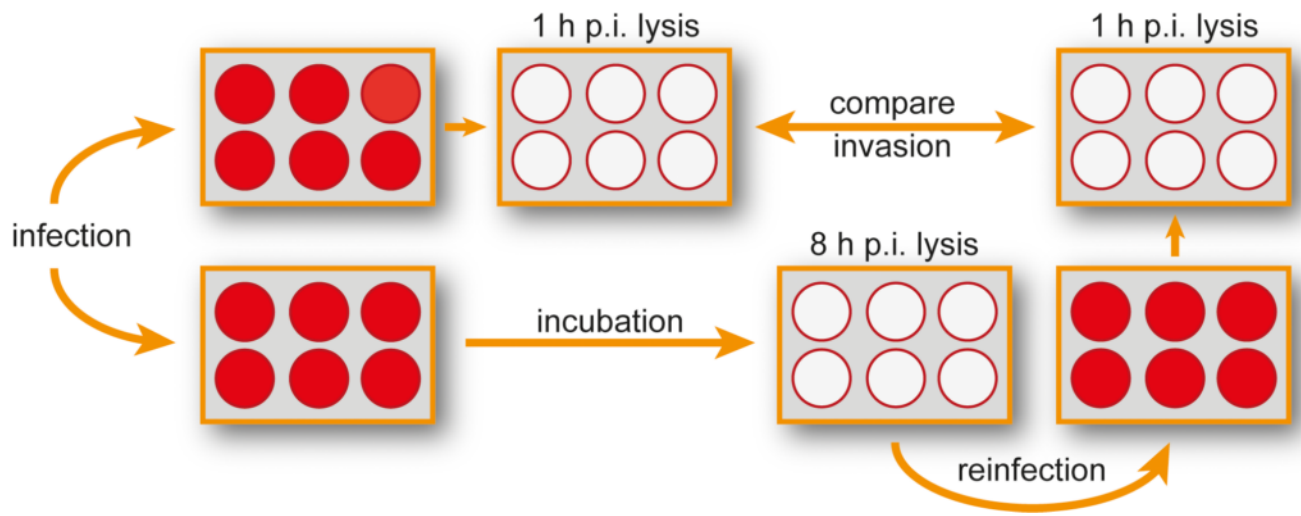 1 h p.i. lysis
1 h p.i. lysis
compare
invasion
infection
8 h p.i. lysis
incubation
reinfection